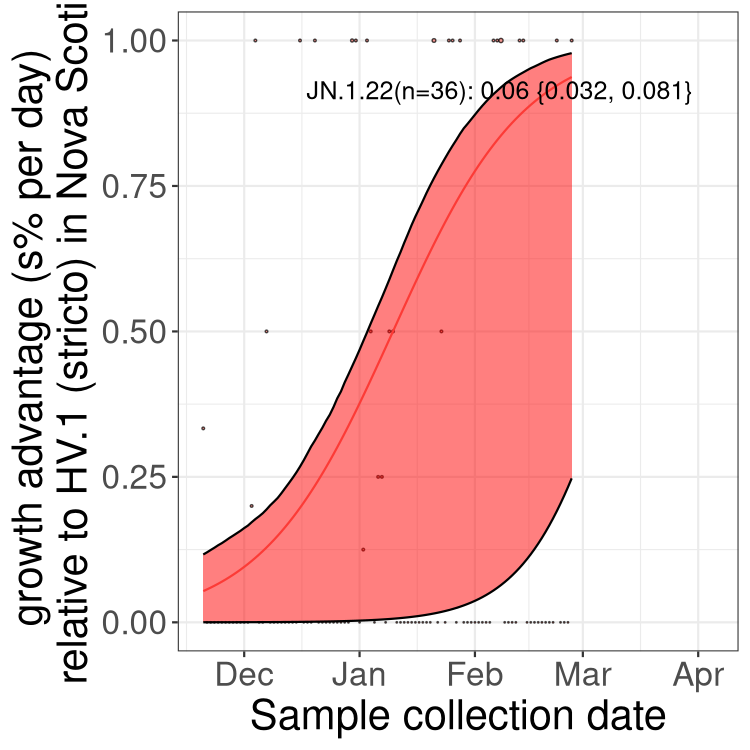 growth advantage (s% per day)
relative to HV.1 (stricto) in Nova Scoti
1.00
0.75
0.50
0.25
0.00
JN.1.22(n=36): 0.06 {0.032, 0.081}
Dec Jan Feb Mar Apr
Sample collection date